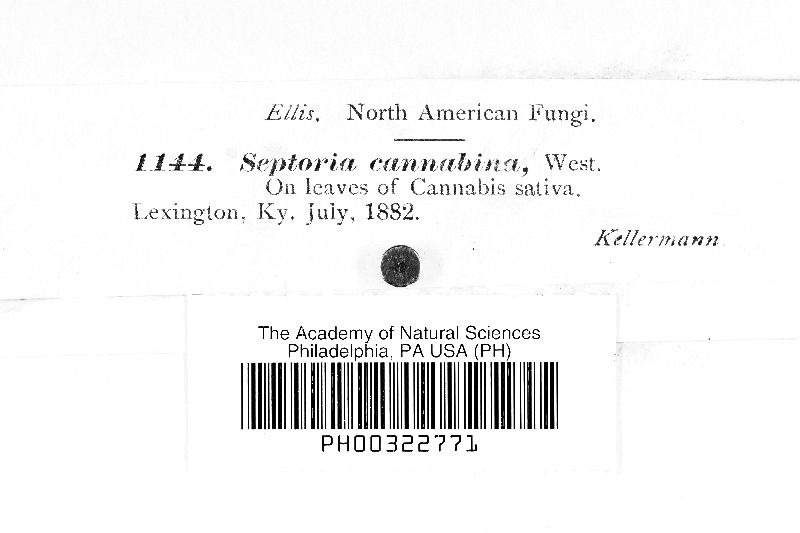 Ellis. North American Fungi.
1144. Septoria cannabina, West.
On leaves of Cannabis sativa.
Lexington, Ky. July, 1882.
Kellermann
The Academy of Natural Sciences
Philadelphia, PA USA (PH)
PH00322771